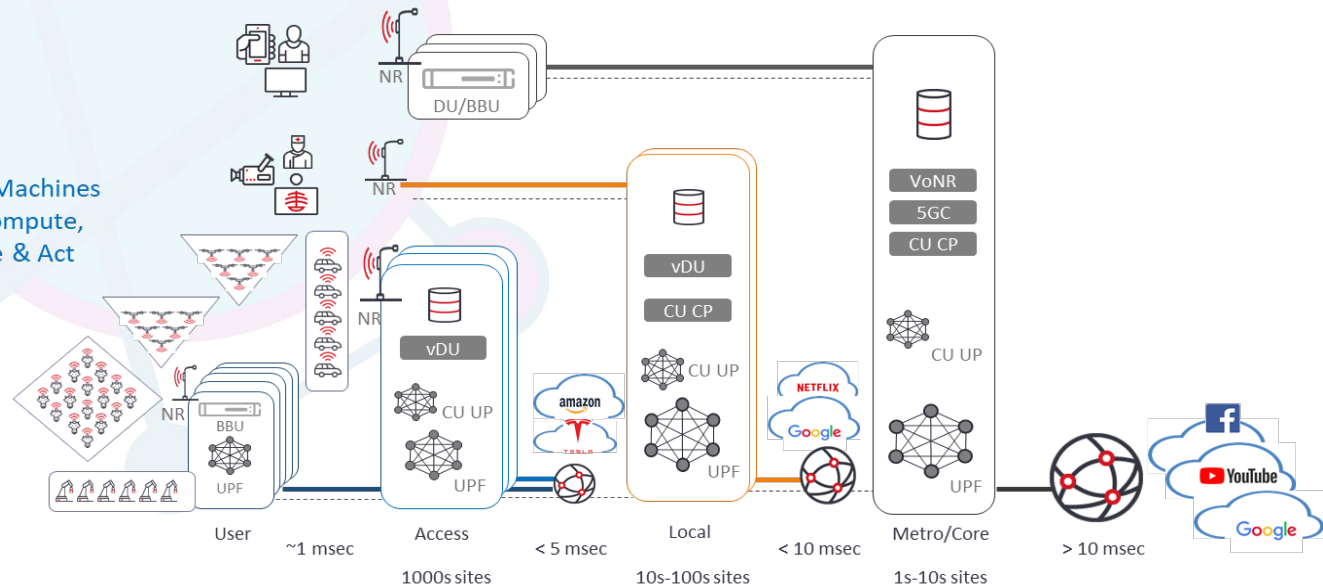 NR
DU/BBU
NR
Machines
ompute,
e & Act
NR
vDU
CU UP
UPF
NR
BBU
UPF
vDU
CU CP
CU UP
UPF
VoNR
5GC
CU CP
CU UP
UPF
amazon
TESLA
NETFLIX
Google
YouTube
Google
User
~1 msec
Access
< 5 msec
Local
< 10 msec
Metro/Core
> 10 msec
1000s sites
10s-100s sites
1s-10s sites